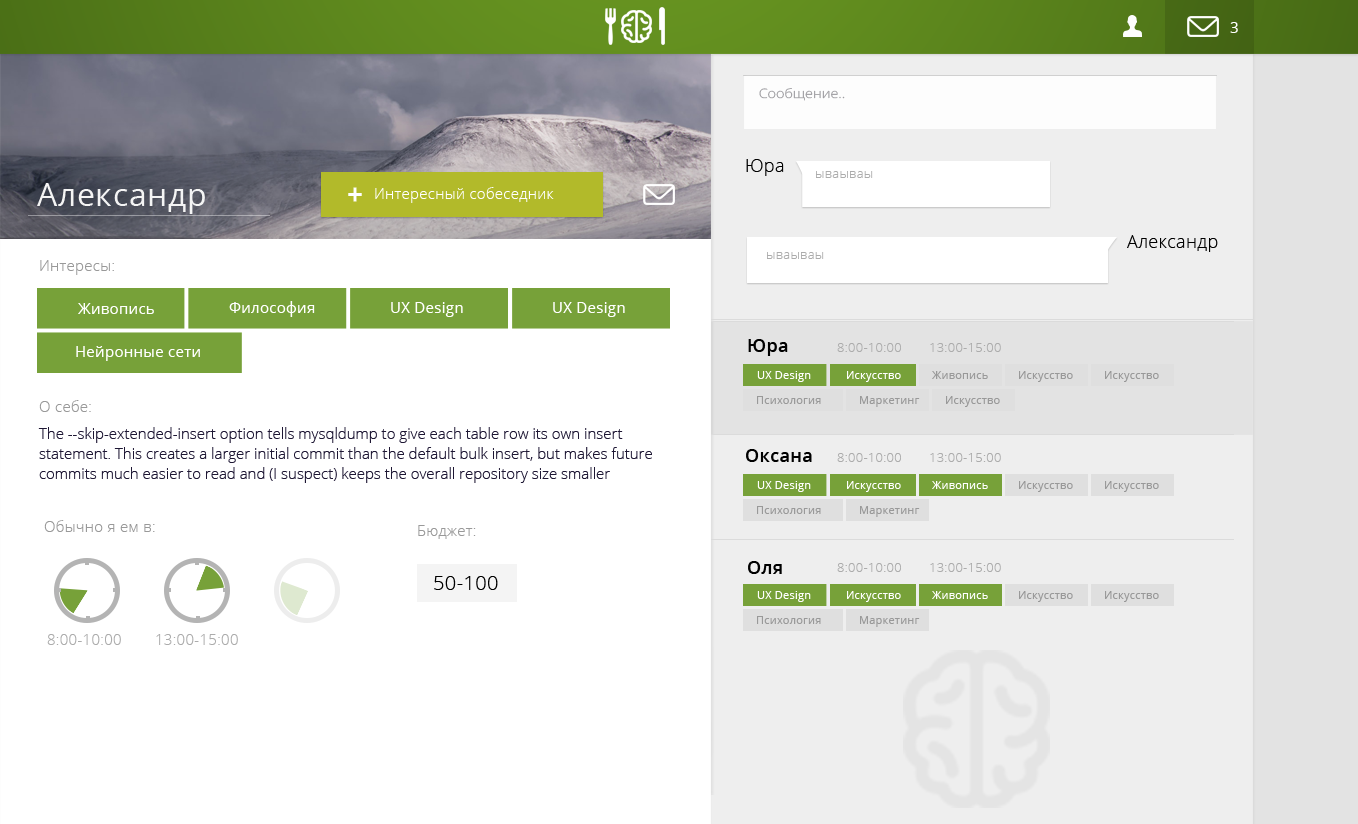 3
Александр
+ Интересный собеседник
Интересы:
Живопись Философия UX Design UX Design
Нейронные сети
О себе:
The --skip-extended-insert option tells mysqldump to give each table row its own insert
statement. This creates a larger initial commit than the default bulk insert, but makes future
commits much easier to read and (I suspect) keeps the overall repository size smaller
Обычно я ем в:
8:00-10:00 13:00-15:00
Бюджет:
50-100
Сообщение..
Юра
ываываы
Александр
ываываы
Юра 8:00-10:00 13:00-15:00
UX Design Искусство Живопись Искусство Искусство
Психология Маркетинг Искусство
Оксана 8:00-10:00 13:00-15:00
UX Design Искусство Живопись Искусство Искусство
Психология Маркетинг
Оля 8:00-10:00 13:00-15:00
UX Design Искусство Живопись Искусство Искусство
Психология Маркетинг